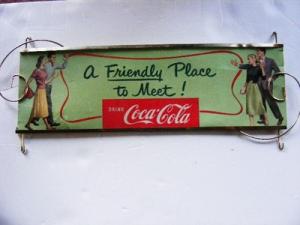 A Friendly Place
to Meet!
DRINK Coca-Cola